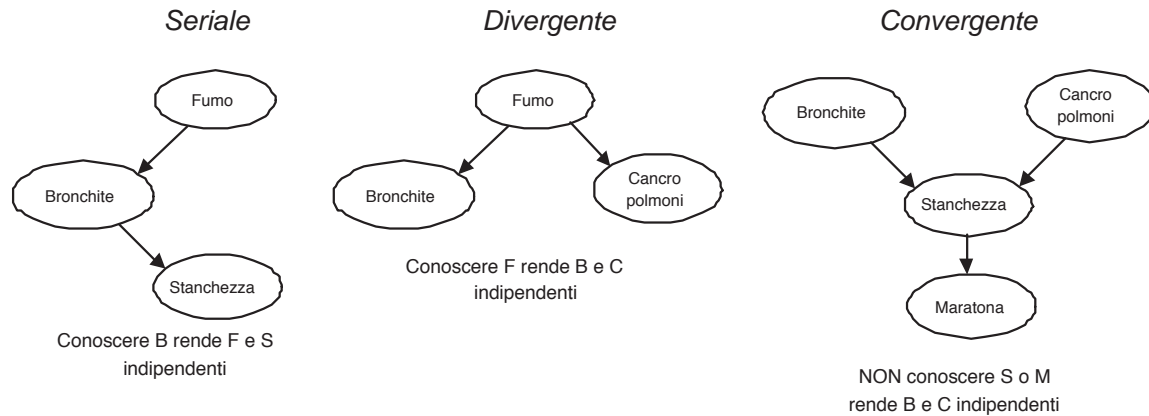 Seriale
Fumo
Bronchite
Stanchezza
Conoscere B rende F e S
indipendenti
Divergente
Fumo
Bronchite
Cancro
polmoni
Conoscere F rende B e C
indipendenti
Convergente
Bronchite
Cancro
polmoni
Stanchezza
Maratona
NON conoscere S o M
rende B e C indipendenti